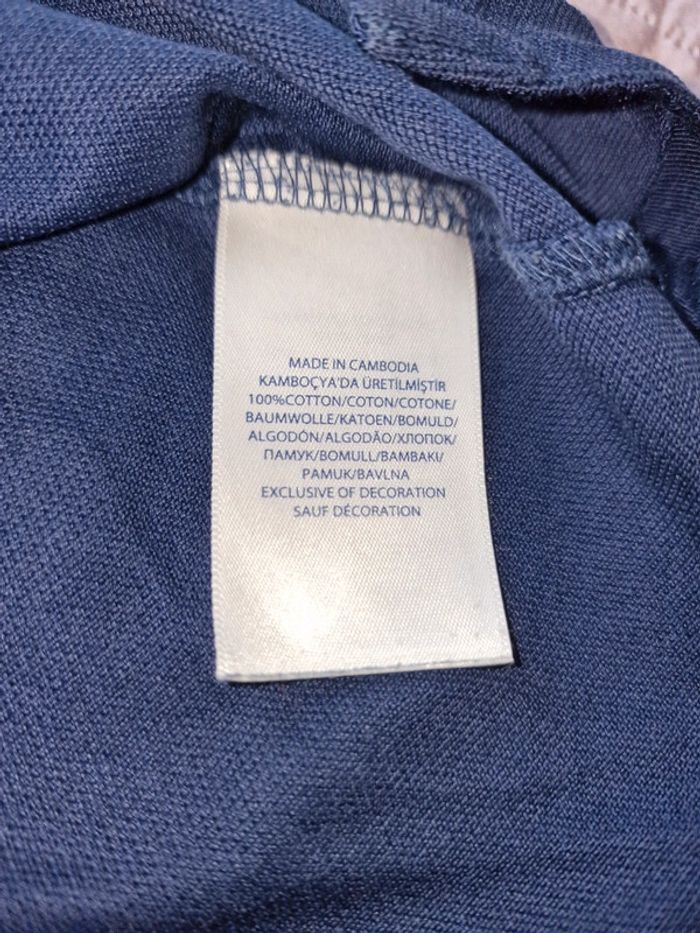 MADE IN CAMBODIA
KAMBOÇYA'DA ÜRETİLMİŞTİR
100%COTTON/COTON/COTONE/
BAUMWOLLE/KATOEN/BOMULD/
ALGODÓN/ALGODÃO/ХЛОПОК/
ПАМУК/BOMULL/BAMBAKI/
PAMUK/BAVLNA
EXCLUSIVE OF DECORATION
SAUF DÉCORATION